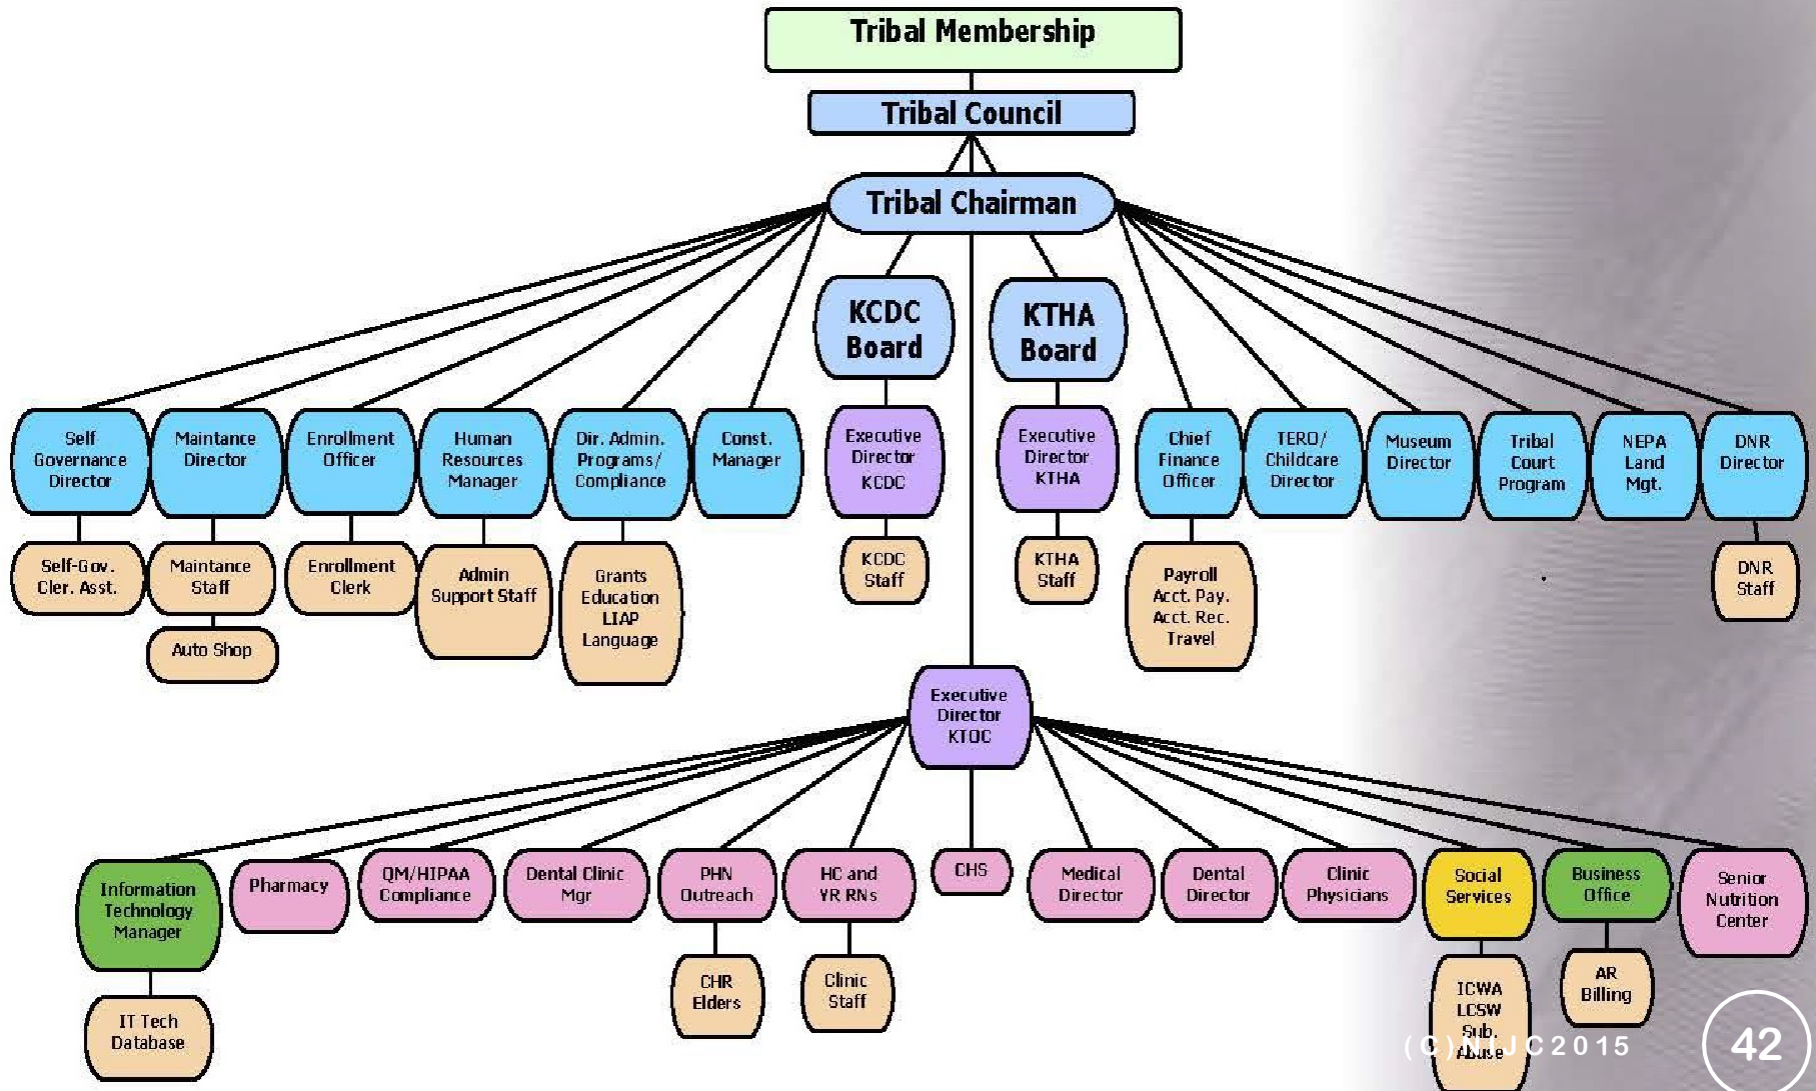 Tribal Membership
Tribal Council
Tribal Chairman
KCDC
Board
KTHA
Board
Self
Governance
Director
Maintance
Director
Enrollment
Officer
Human
Resources
Manager
Dir. Admin.
Programs/
Compliance
Const.
Manager
Executive
Director
KCDC
Executive
Director
KTHA
Chief
Finance
Officer
TERO/
Childcare
Director
Museum
Director
Tribal
Court
Program
NEPA
Land
Mgt.
DNR
Director
Self-Gov.
Cler. Asst.
Maintance
Staff
Auto Shop
Enrollment
Clerk
Admin
Support Staff
Grants
Education
LIAP
Language
KCDC
Staff
KTHA
Staff
Payroll
Acct. Pay.
Acct. Rec.
Travel
DNR
Staff
Executive
Director
KTOC
Information
Technology
Manager
Pharmacy
QM/HIPAA
Compliance
Dental Clinic
Mgr
PHN
Outreach
HC and
YR RNs
CHS
Medical
Director
Dental
Director
Clinic
Physicians
Social
Services
Business
Office
Senior
Nutrition
Center
IT Tech
Database
CHR
Elders
Clinic
Staff
ICWA
LCSW
Sub.
Abuse
AR
Billing
(C)NIJC2015
42